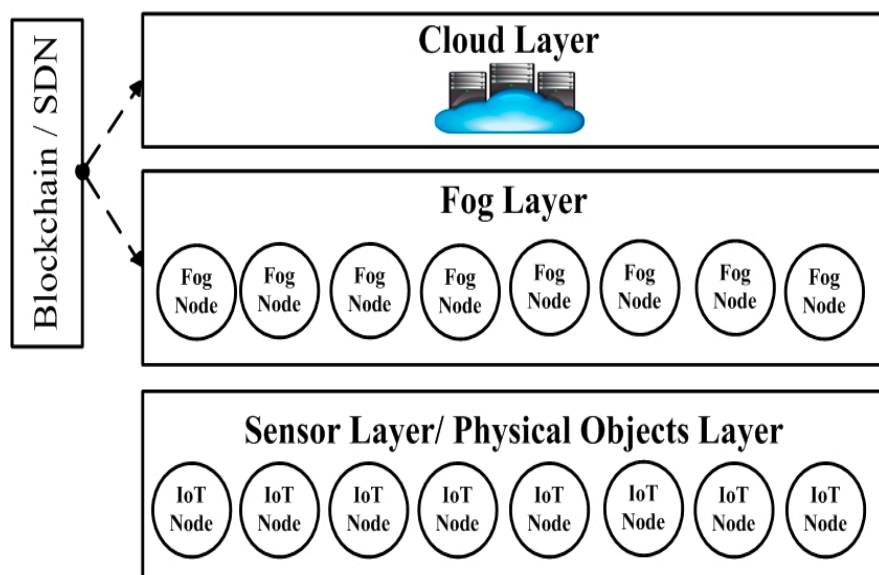 Blockchain / SDN
Cloud Layer
Fog Layer
Fog
Node
Fog
Node
Fog
Node
Fog
Node
Fog
Node
Fog
Node
Fog
Node
Fog
Node
Sensor Layer/ Physical Objects Layer
IoT
Node
IoT
Node
IoT
Node
IoT
Node
IoT
Node
IoT
Node
IoT
Node
IoT
Node